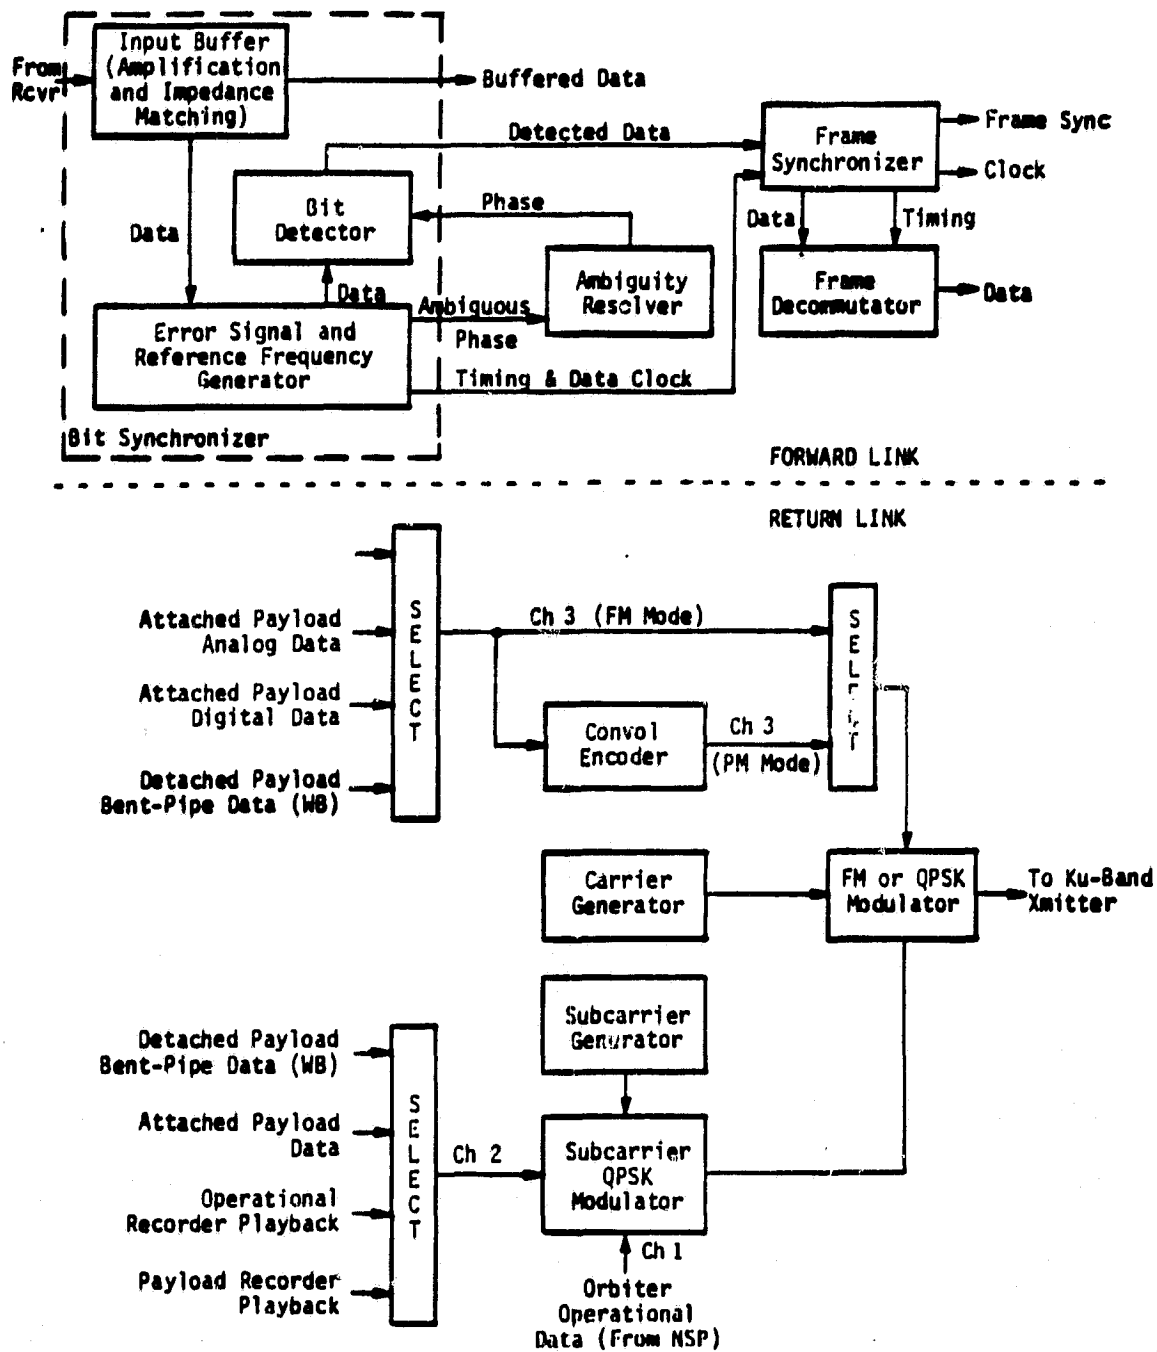 Input Buffer
(Amplification
and Impedance
Matching)
From
Rcvr
Buffered Data
Detected Data
Frame
Synchronizer
Frame Sync
Clock
Bit
Detector
Phase
Data
Data
Timing
Ambiguity
Resolver
Frame
Decommutator
Data
Data
Ambiguous
Phase
Error Signal and
Reference Frequency
Generator
Timing & Data Clock
Bit Synchronizer
FORWARD LINK
RETURN LINK
SELECT
Attached Payload
Analog Data
Attached Payload
Digital Data
Detached Payload
Bent-Pipe Data (WB)
Ch 3 (FM Mode)
Convol
Encoder
Ch 3
(PM Mode)
SELECT
Carrier
Generator
FM or QPSK
Modulator
To Ku-Band
Xmitter
Subcarrier
Generator
Detached Payload
Bent-Pipe Data (WB)
Attached Payload
Data
Operational
Recorder Playback
Payload Recorder
Playback
SELECT
Ch 2
Subcarrier
QPSK
Modulator
Ch 1
Orbiter
Operational
Data (From NSP)